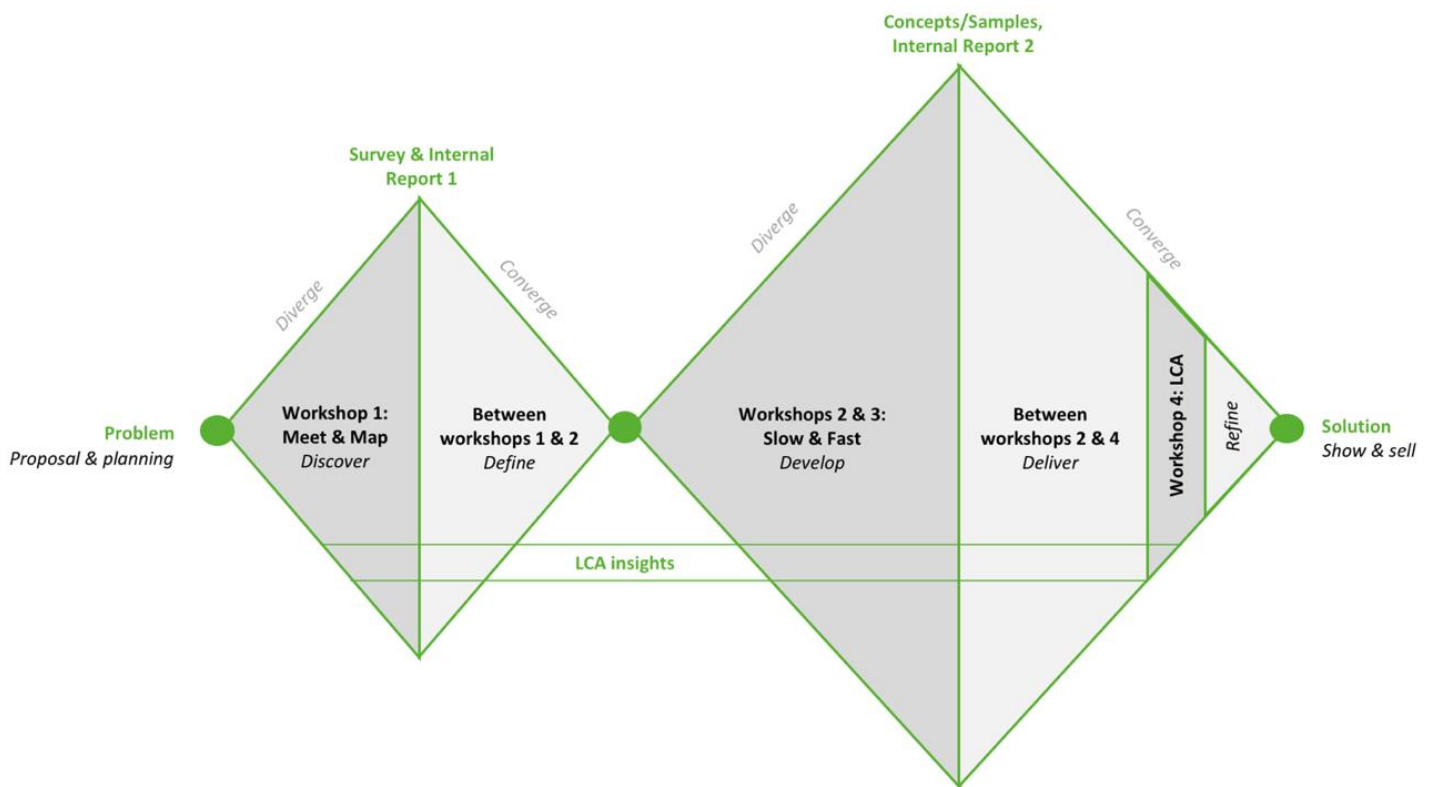 Concepts/Samples,
Internal Report 2
Survey & Internal
Report 1
Diverge
Converge
Diverge
Converge
Problem
Proposal & planning
Workshop 1:
Meet & Map
Discover
Between
workshops 1 & 2
Define
Workshops 2 & 3:
Slow & Fast
Develop
Between
workshops 2 & 4
Deliver
Workshop 4: LCA
Refine
Solution
Show & sell
LCA insights